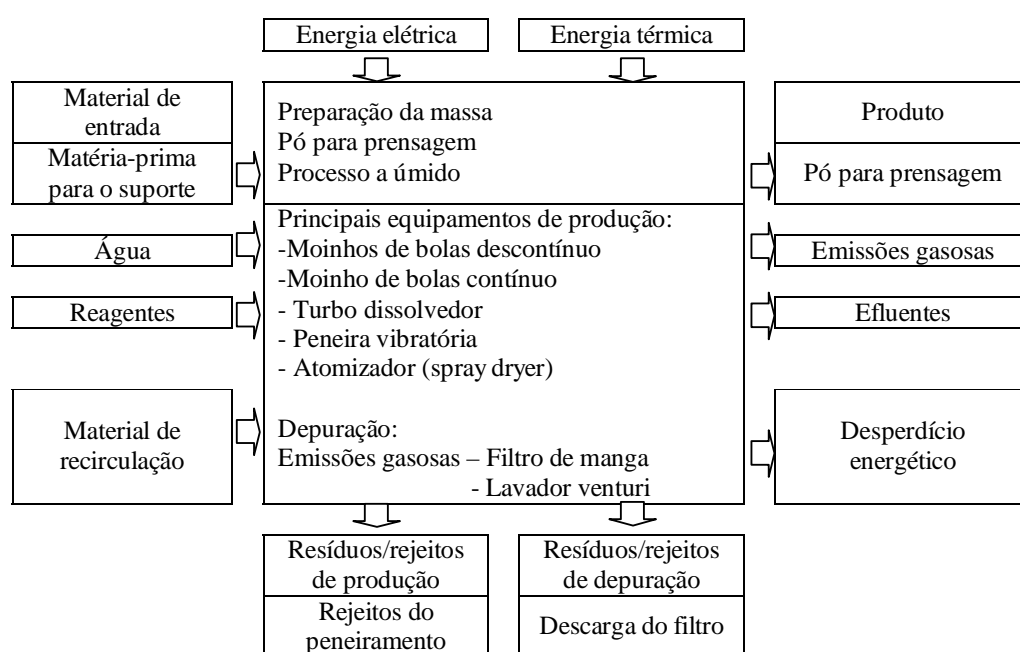 Energia elétrica
Energia térmica
Material de
entrada
Matéria-prima
para o suporte
Água
Reagentes
Material de
recirculação
Preparação da massa
Pó para prensagem
Processo a úmido
Principais equipamentos de produção:
-Moinhos de bolas descontínuo
-Moinho de bolas contínuo
- Turbo dissolvedor
- Peneira vibratória
- Atomizador (spray dryer)
Depuração:
Emissões gasosas – Filtro de manga
- Lavador venturi
Produto
Pó para prensagem
Emissões gasosas
Efluentes
Desperdício
energético
Resíduos/rejeitos
de produção
Rejeitos do
peneiramento
Resíduos/rejeitos
de depuração
Descarga do filtro